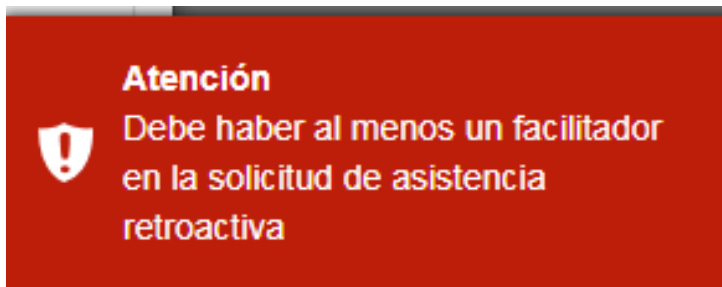 Atención
Debe haber al menos un facilitador
en la solicitud de asistencia
retroactiva